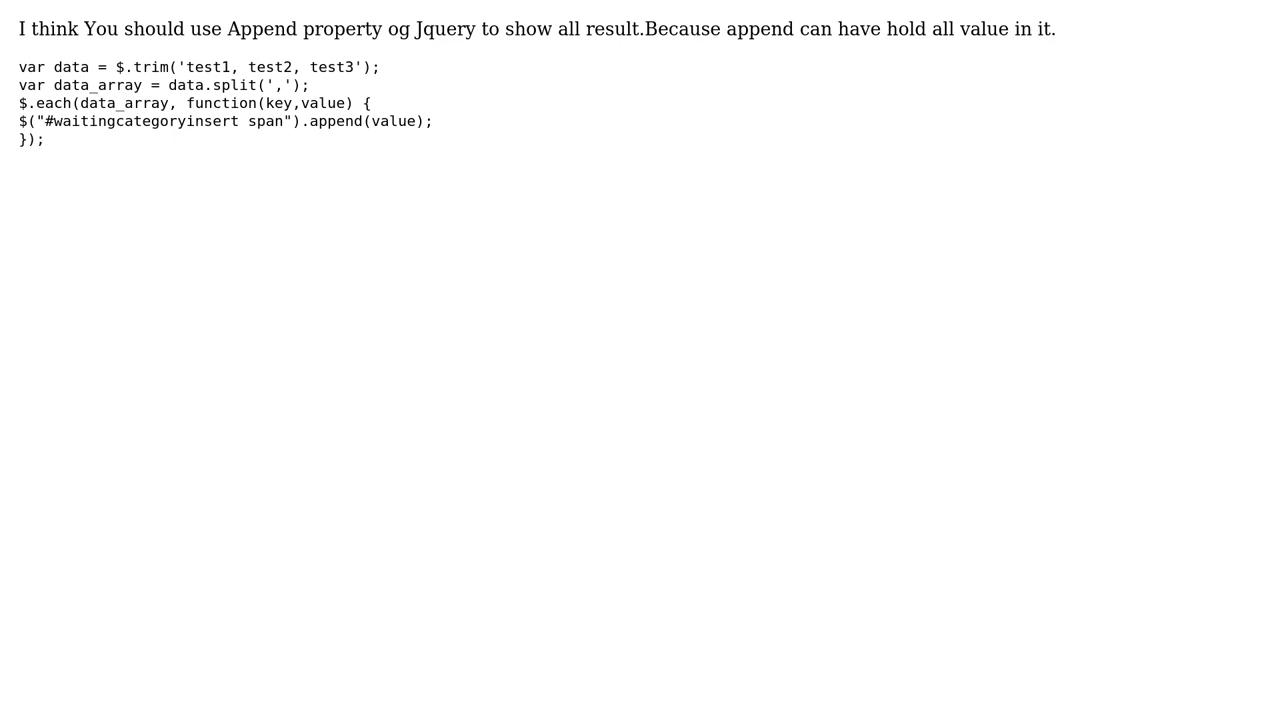 I think You should use Append property og Jquery to show all result.Because append can have hold all value in it.
var data = $.trim('test1, test2, test3');
var data_array = data.split(',');
$.each(data_array, function(key,value) {
$("#waitingcategoryinsert span").append(value);
});